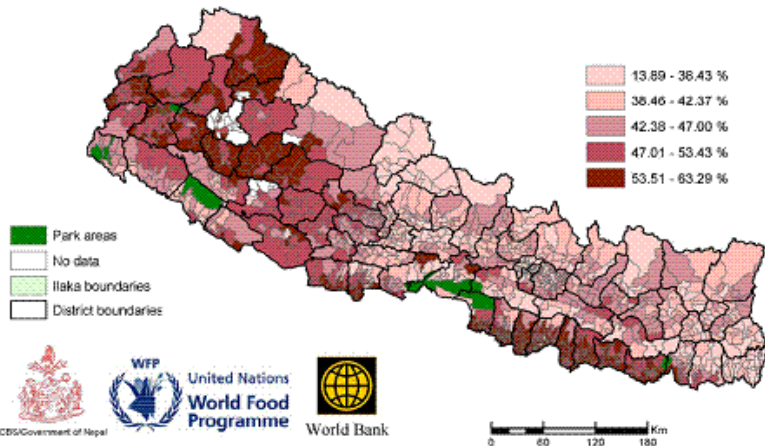 13.89 - 38.43 %
38.46 - 42.37 %
42.38 - 47.00 %
47.01 - 53.43 %
53.51 - 63.29 %
Park areas
No data
Ilaka boundaries
District boundaries
CBS/Government of Nepal
WFP
United Nations
World Food
Programme
World Bank
Km
0 60 120 180